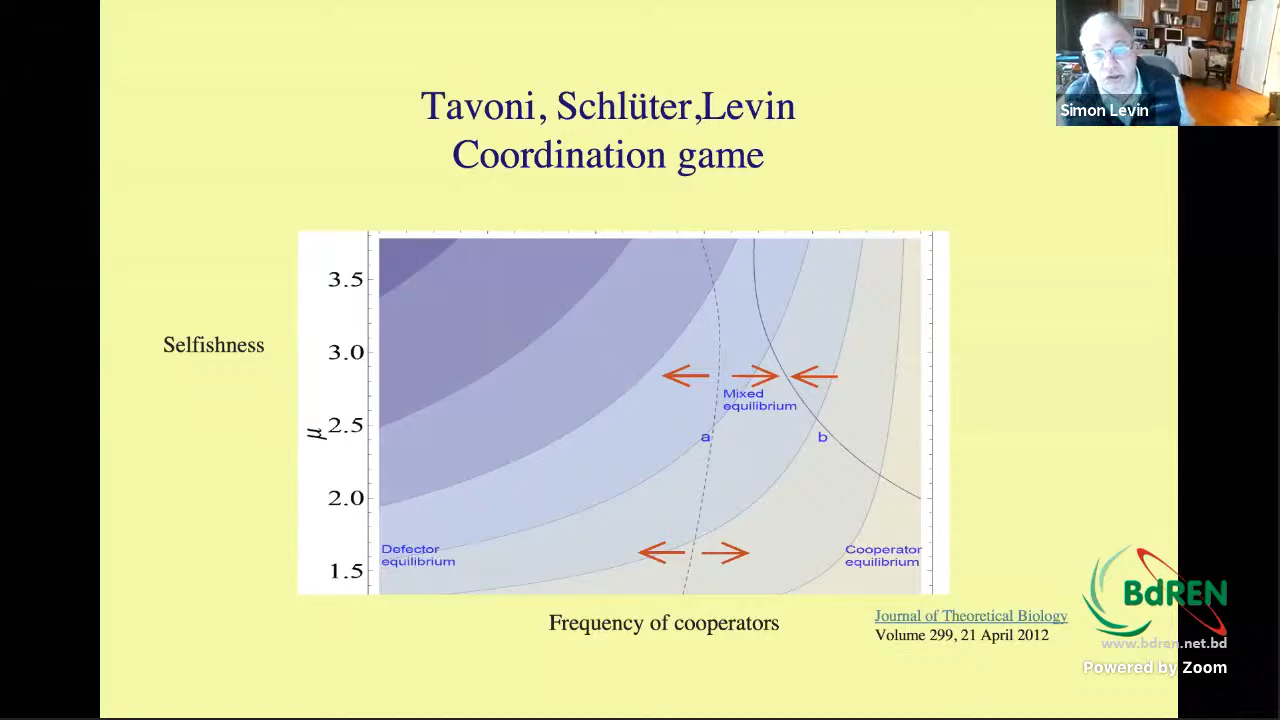 Simon Levin
Tavoni, Schlüter,Levin
Coordination game
Selfishness
3.5
3.0
2.5
2.0
1.5
μ
Mixed
equilibrium
a
b
Defector
equilibrium
Cooperator
equilibrium
Frequency of cooperators
Journal of Theoretical Biology
Volume 299, 21 April 2012
BdREN
www.bdren.net.bd
Powered by Zoom